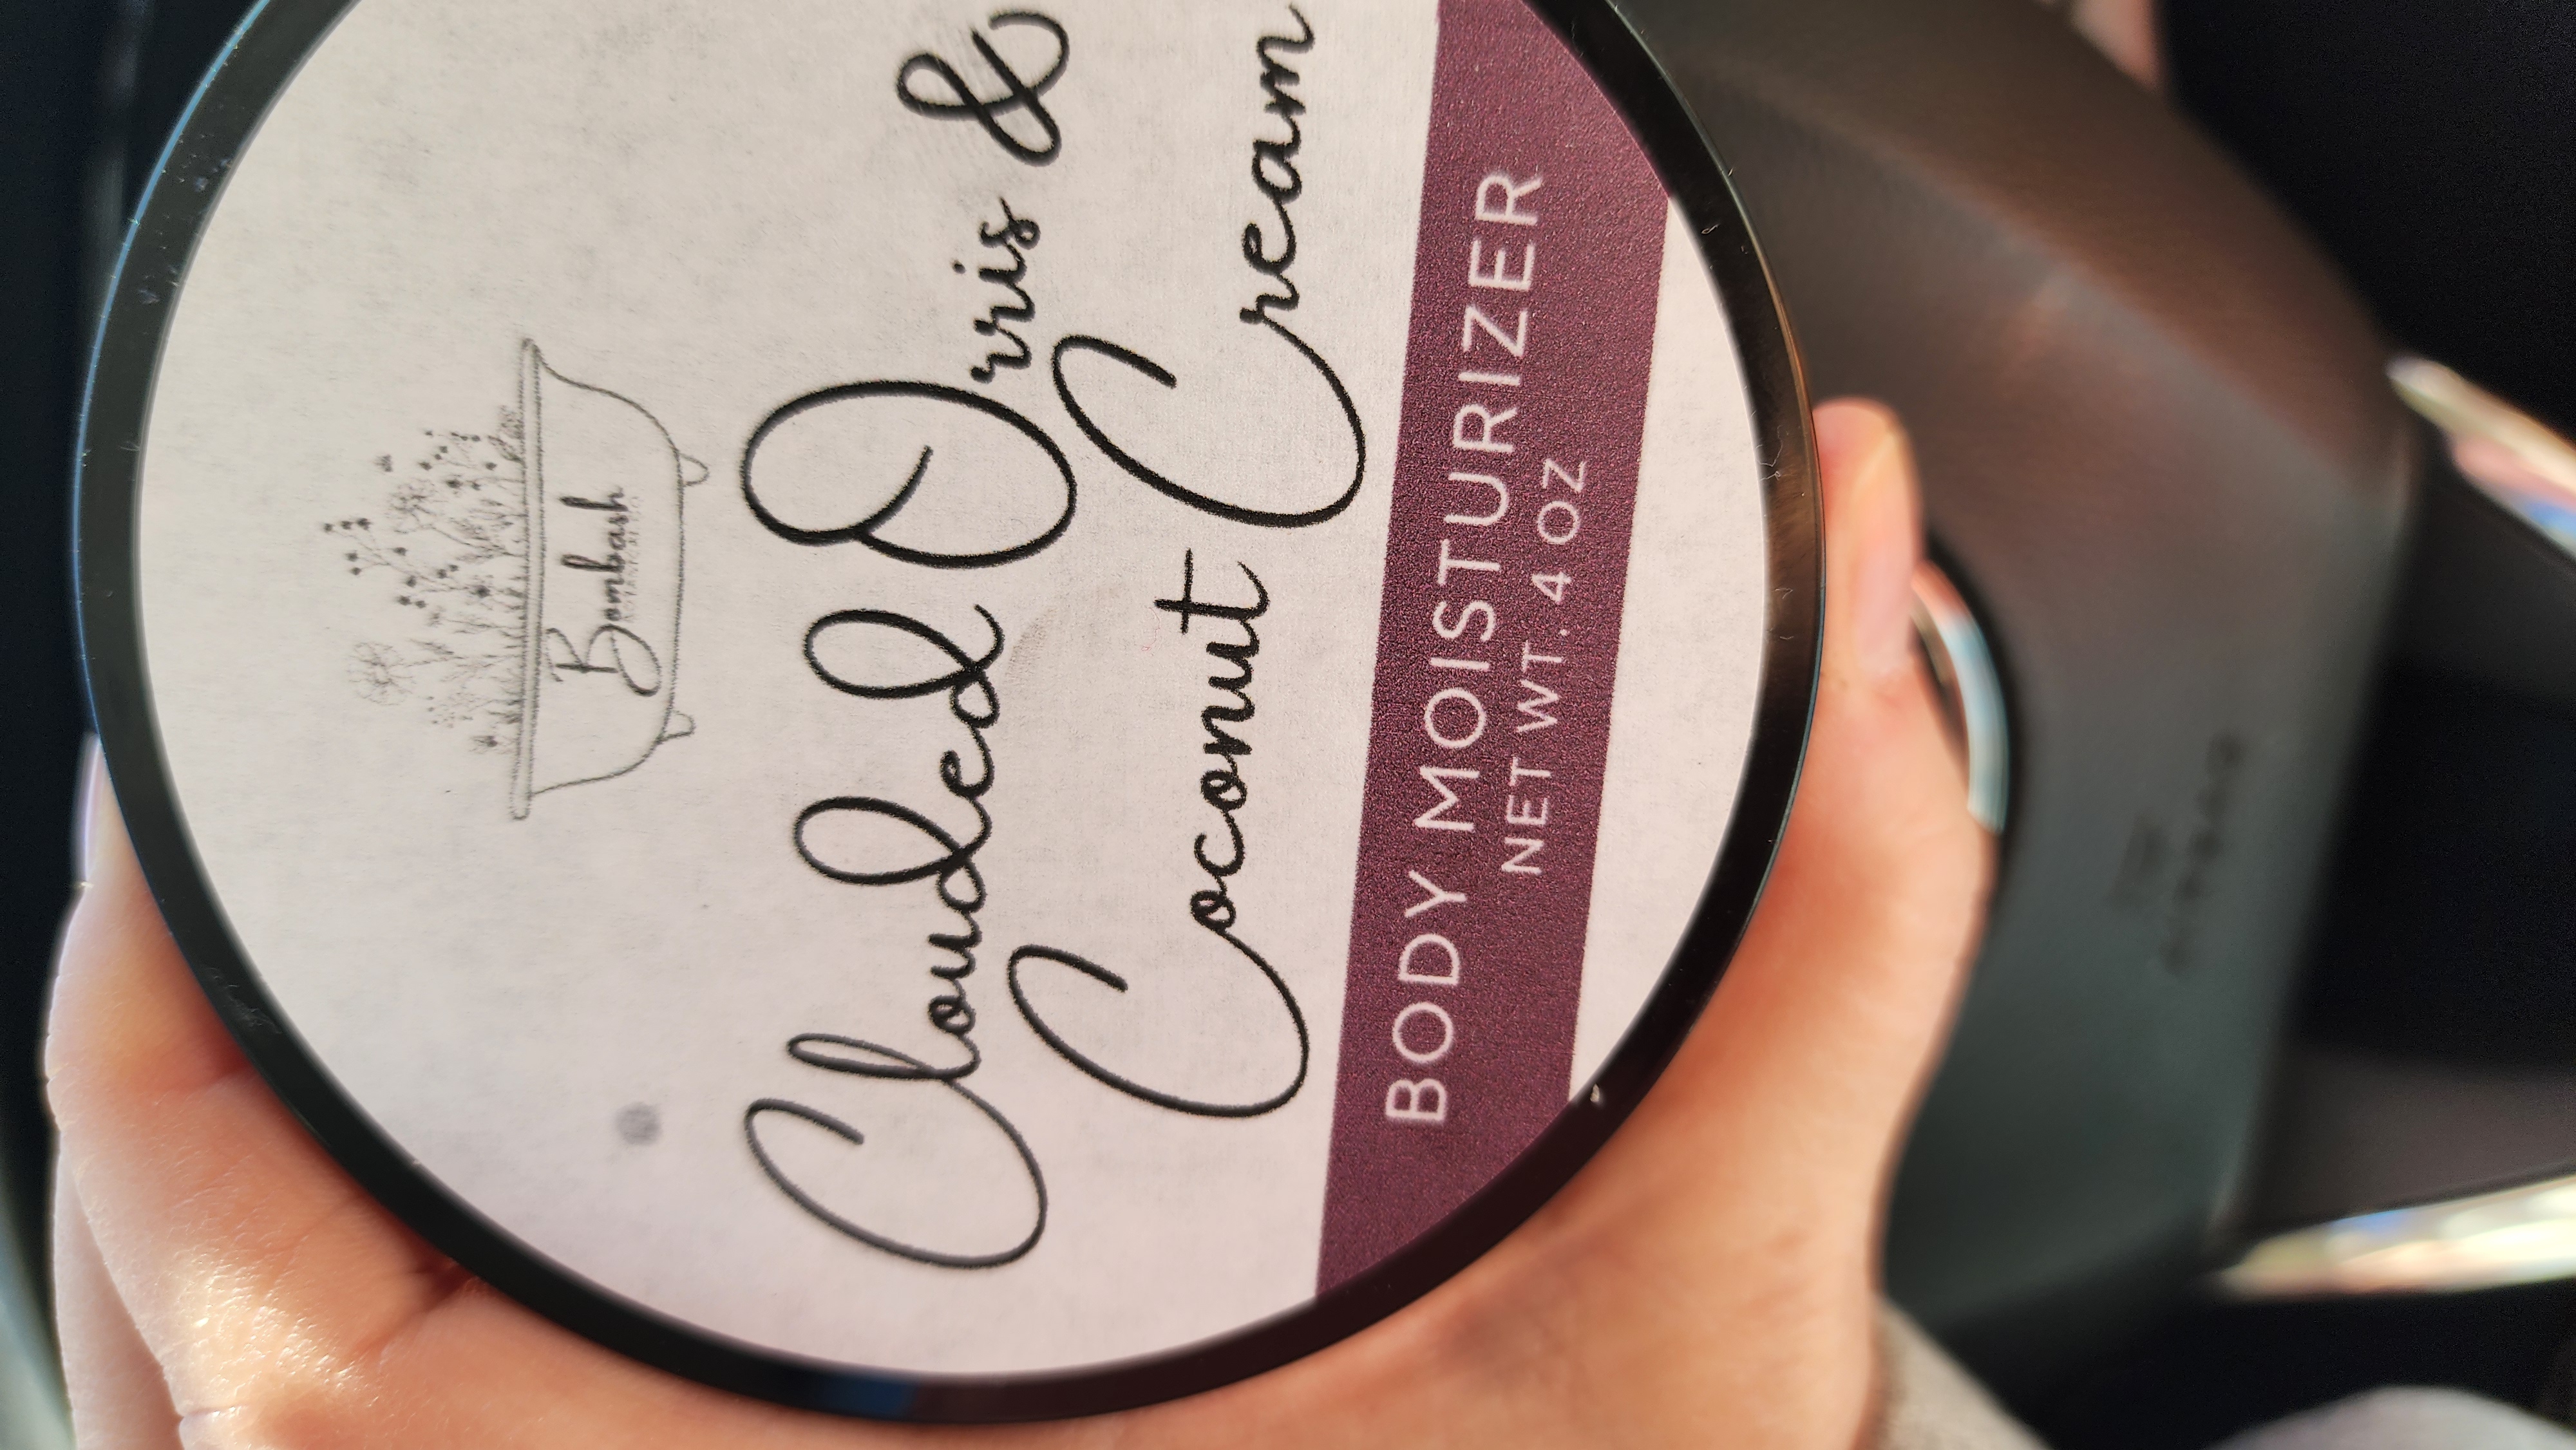 Bombash
Clouded Orris &
Coconut Cream
BODY MOISTURIZER
NET WT. 4 OZ